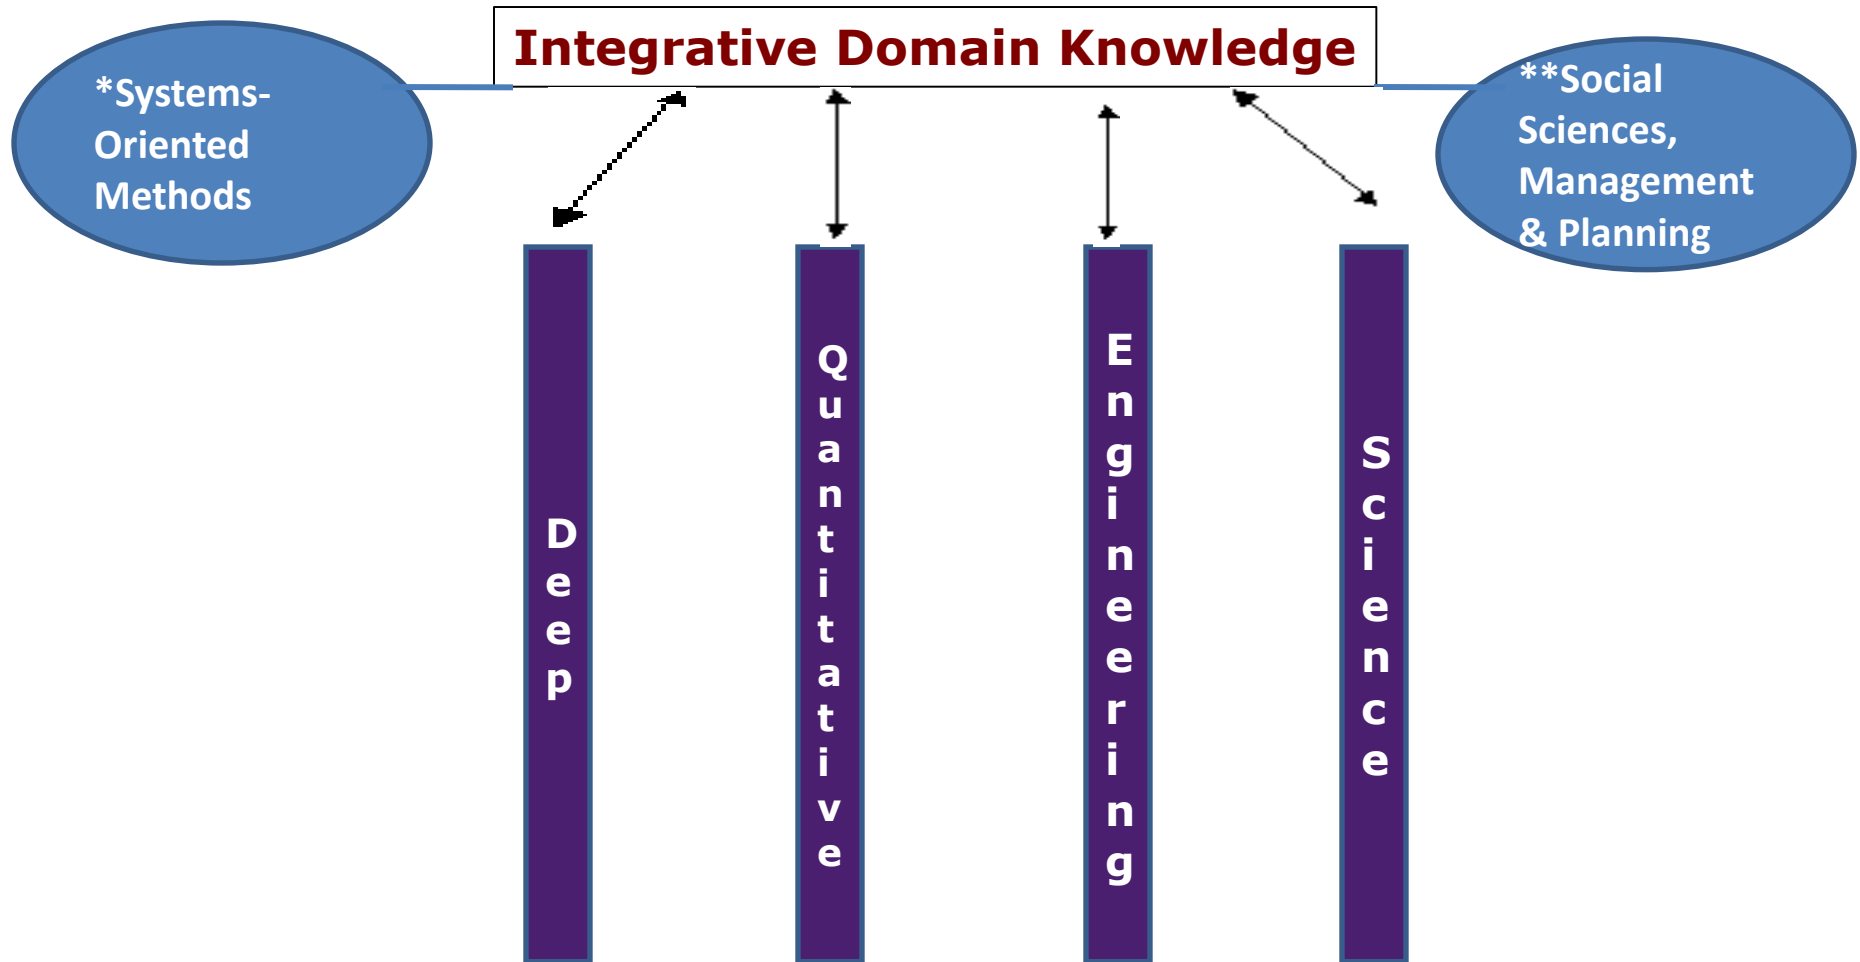 Integrative Domain Knowledge
*Systems-
Oriented
Methods
**Social
Sciences,
Management
& Planning
Deep
Quantitative
Engineering
Science